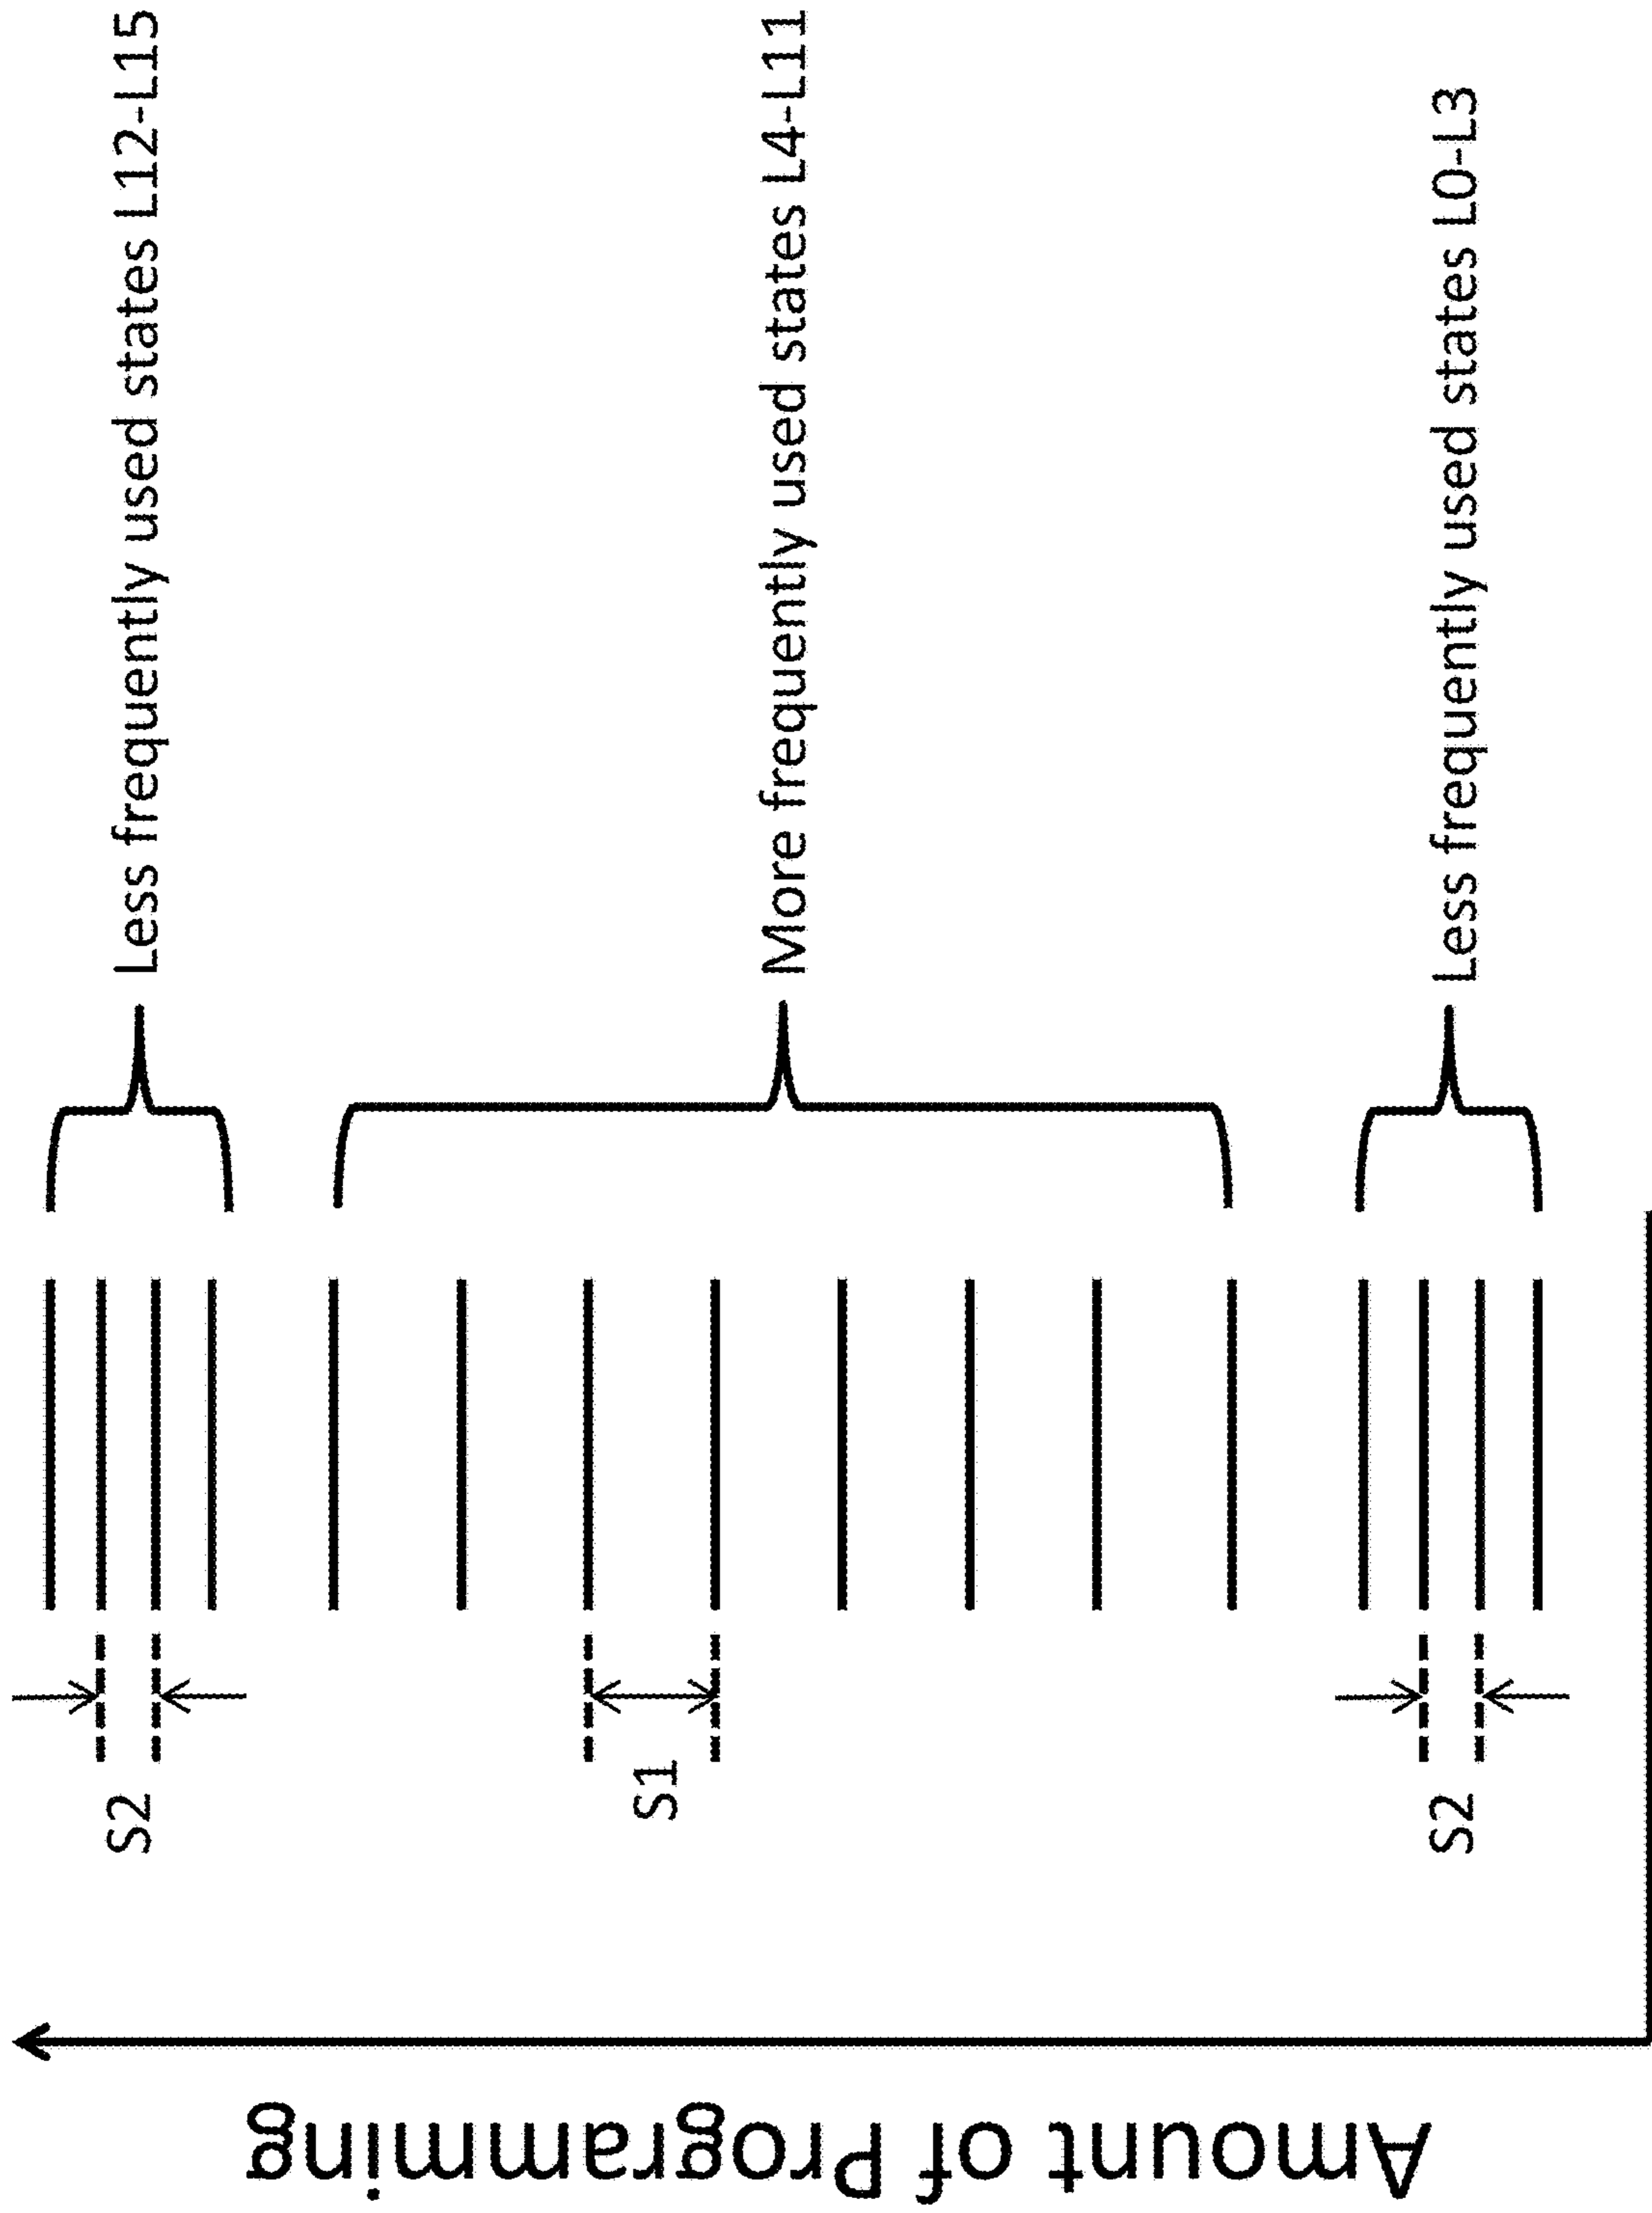 Amount of Programming
S2
S1
S2
Less frequently used states L12-L15
More frequently used states L4-L11
Less frequently used states L0-L3